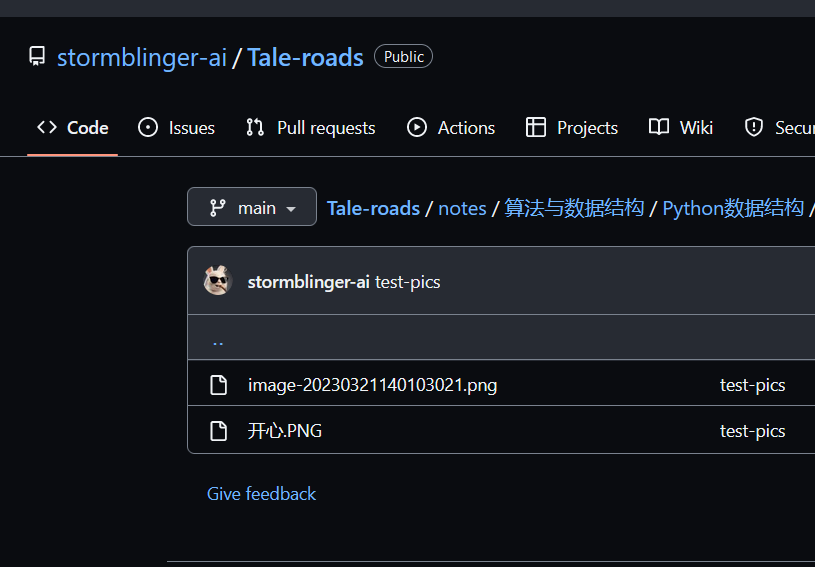 stormblinger-ai / Tale-roads Public
Code Issues Pull requests Actions Projects Wiki Secur
main Tale-roads / notes / 算法与数据结构 / Python数据结构 /
stormblinger-ai test-pics
..
image-20230321140103021.png test-pics
开心.PNG test-pics
Give feedback